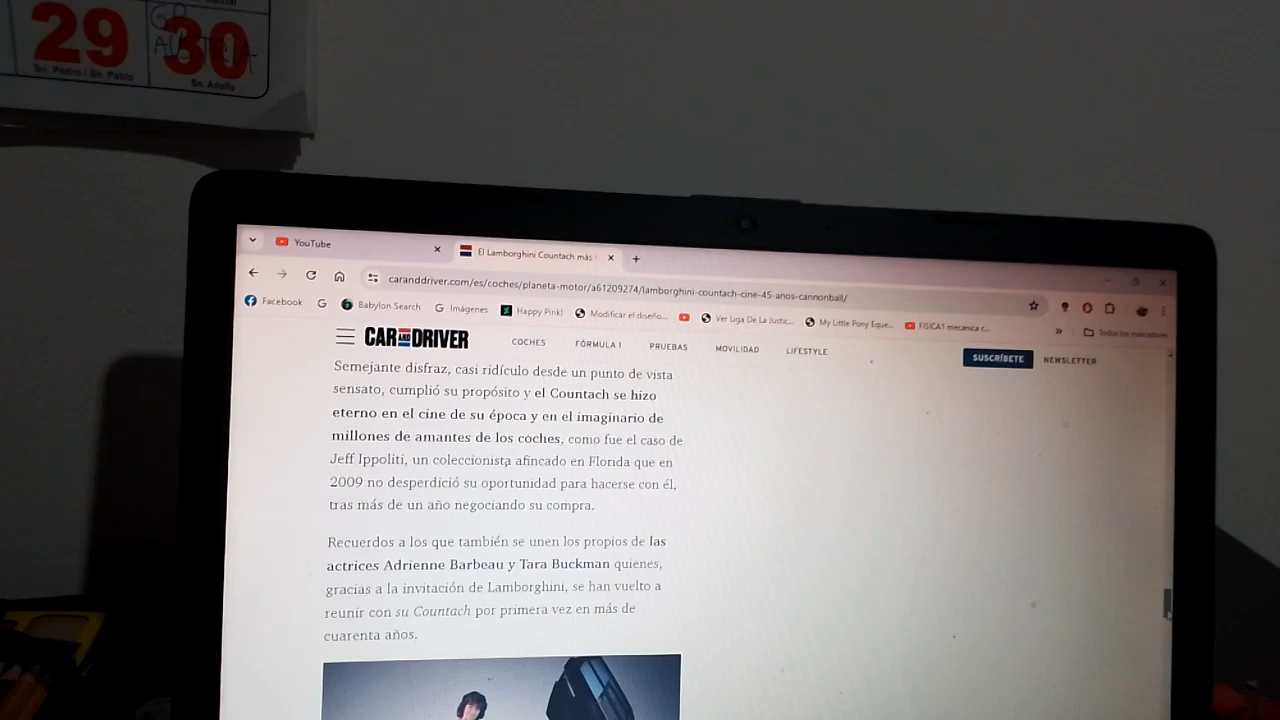 29 30
GP
AUSTRIA
Sn. Pedro / Sn. Pablo
Sn. Adolfo
YouTube
El Lamborghini Countach más
caranddriver.com/es/coches/planeta-motor/a61209274/lamborghini-countach-cine-45-anos-cannonball/
Facebook G Babylon Search G Imágenes Happy Pink! Modificar el diseño... Ver Liga De La Justic... My Little Pony Eque... FISICA1 mecanica c... » Todos los marcadores
CAR AND DRIVER COCHES FÓRMULA 1 PRUEBAS MOVILIDAD LIFESTYLE SUSCRÍBETE NEWSLETTER
Semejante disfraz, casi ridículo desde un punto de vista
sensato, cumplió su propósito y el Countach se hizo
eterno en el cine de su época y en el imaginario de
millones de amantes de los coches, como fue el caso de
Jeff Ippoliti, un coleccionista afincado en Florida que en
2009 no desperdició su oportunidad para hacerse con él,
tras más de un año negociando su compra.
Recuerdos a los que también se unen los propios de las
actrices Adrienne Barbeau y Tara Buckman quienes,
gracias a la invitación de Lamborghini, se han vuelto a
reunir con su Countach por primera vez en más de
cuarenta años.